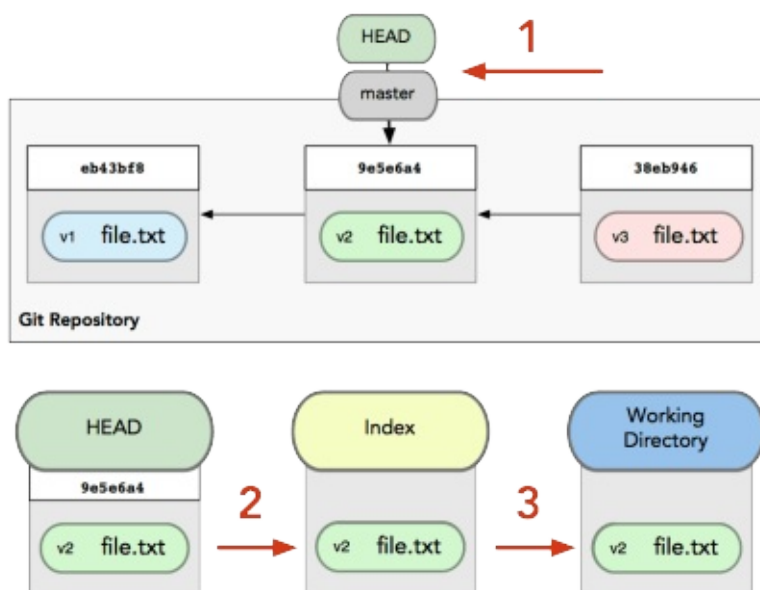 HEAD
1
master
eb43bf8
9e5e6a4
38eb946
v1 file.txt
v2 file.txt
v3 file.txt
Git Repository
HEAD
Index
Working
Directory
9e5e6a4
2
3
v2 file.txt
v2 file.txt
v2 file.txt